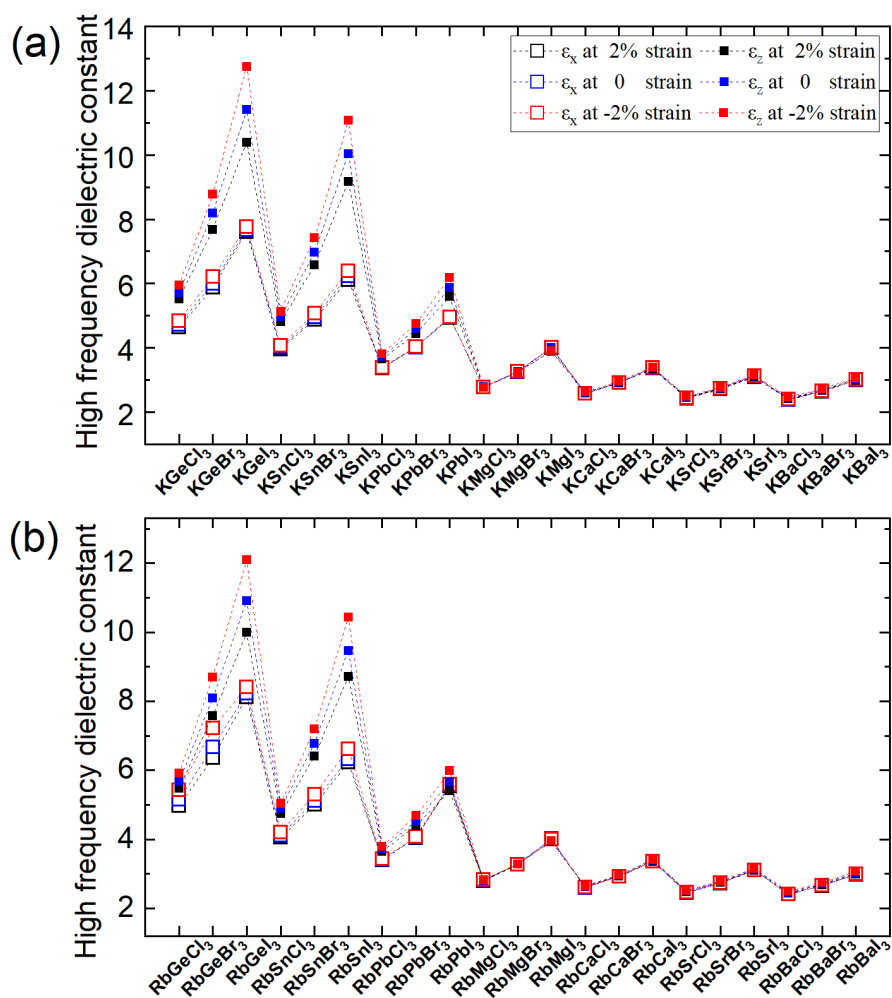 (a)
High frequency dielectric constant
14
12
10
8
6
4
2
εx at 2% strain
εx at 0 strain
εx at -2% strain
εz at 2% strain
εz at 0 strain
εz at -2% strain
KGeCl3
KGeBr3
KGeI3
KSnCl3
KSnBr3
KSnI3
KPbCl3
KPbBr3
KPbI3
KMgCl3
KMgBr3
KMgI3
KCaCl3
KCaBr3
KCaI3
KSrCl3
KSrBr3
KSrI3
KBaCl3
KBaBr3
KBaI3
(b)
High frequency dielectric constant
12
10
8
6
4
2
RbGeCl3
RbGeBr3
RbGeI3
RbSnCl3
RbSnBr3
RbSnI3
RbPbCl3
RbPbBr3
RbPbI3
RbMgCl3
RbMgBr3
RbMgI3
RbCaCl3
RbCaBr3
RbCaI3
RbSrCl3
RbSrBr3
RbSrI3
RbBaCl3
RbBaBr3
RbBaI3